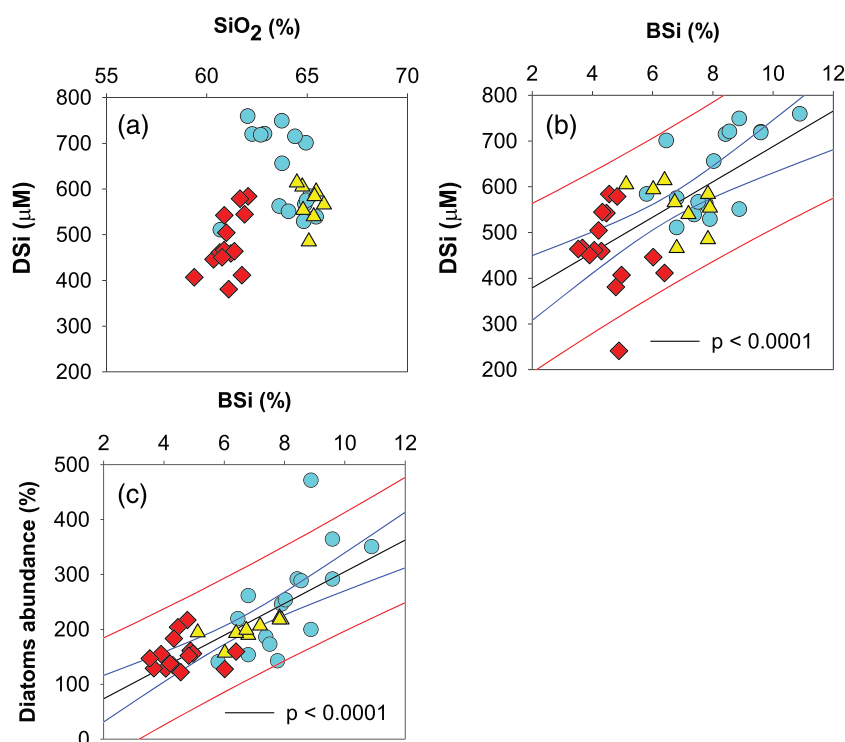 SiO2 (%)
55 60 65 70
800
700
600
500
400
300
200
DSi (μM)
(a)
BSi (%)
2 4 6 8 10 12
800
700
600
500
400
300
200
DSi (μM)
(b)
p < 0.0001
BSi (%)
2 4 6 8 10 12
500
400
300
200
100
0
Diatoms abundance (%)
(c)
p < 0.0001